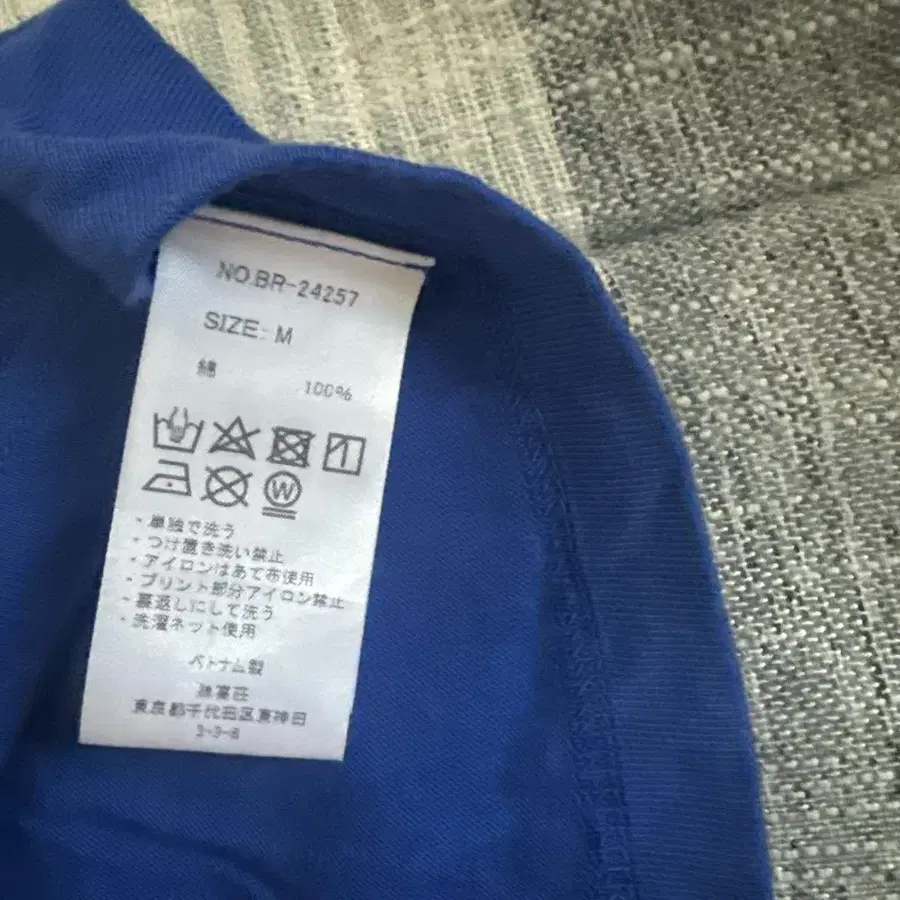 NO.BR-24257
SIZE: M
綿 100%
W
・単独で洗う
・つけ置き洗い禁止
・アイロンはあて布使用
・プリント部分アイロン禁止
・裏返しにして洗う
・洗濯ネット使用
ベトナム製
東京都千代田区東神田